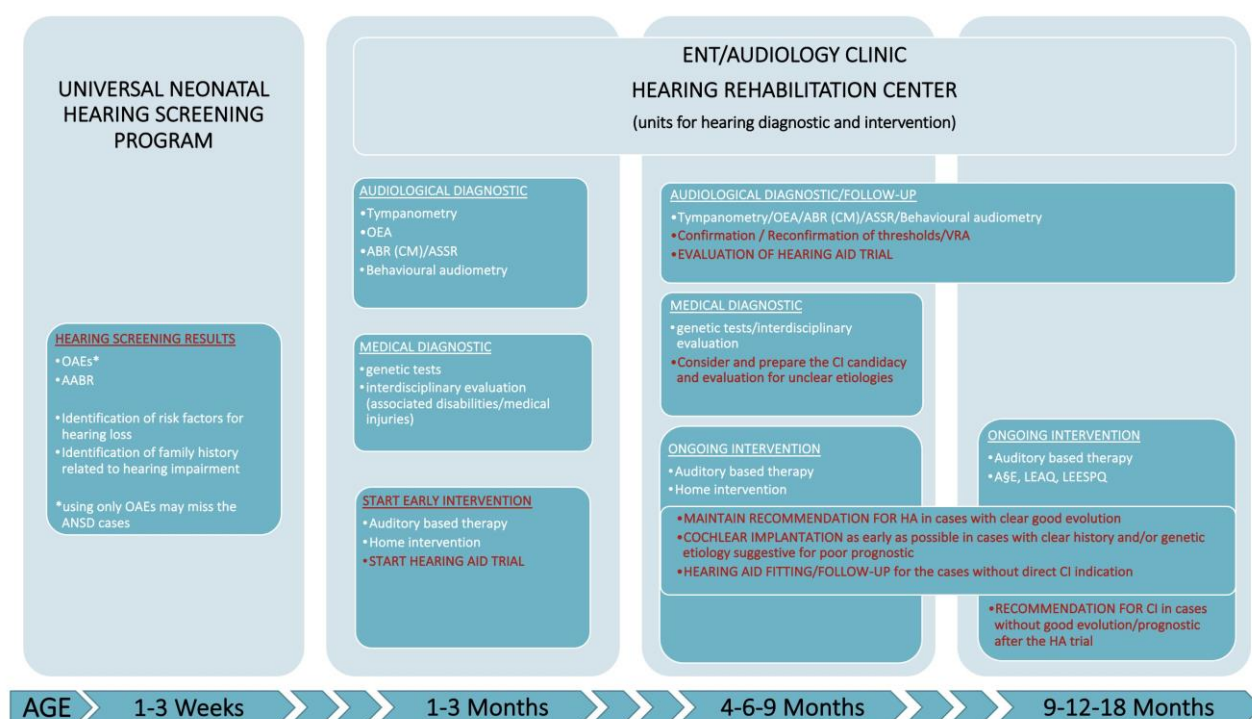 UNIVERSAL NEONATAL
HEARING SCREENING
PROGRAM
HEARING SCREENING RESULTS
•OAEs*
•AABR
•Identification of risk factors for
hearing loss
•Identification of family history
related to hearing impairment
*using only OAEs may miss the
ANSD cases
ENT/AUDIOLOGY CLINIC
HEARING REHABILITATION CENTER
(units for hearing diagnostic and intervention)
AUDIOLOGICAL DIAGNOSTIC
•Tympanometry
•OEA
•ABR (CM)/ASSR
•Behavioural audiometry
MEDICAL DIAGNOSTIC
•genetic tests
•interdisciplinary evaluation
(associated disabilities/medical
injuries)
START EARLY INTERVENTION
•Auditory based therapy
•Home intervention
•START HEARING AID TRIAL
AUDIOLOGICAL DIAGNOSTIC/FOLLOW-UP
•Tympanometry/OEA/ABR (CM)/ASSR/Behavioural audiometry
•Confirmation / Reconfirmation of thresholds/VRA
•EVALUATION OF HEARING AID TRIAL
MEDICAL DIAGNOSTIC
•genetic tests/interdisciplinary
evaluation
•Consider and prepare the CI candidacy
and evaluation for unclear etiologies
ONGOING INTERVENTION
•Auditory based therapy
•Home intervention
ONGOING INTERVENTION
•Auditory based therapy
•A§E, LEAQ, LEESPQ
•MAINTAIN RECOMMENDATION FOR HA in cases with clear good evolution
•COCHLEAR IMPLANTATION as early as possible in cases with clear history and/or genetic
etiology suggestive for poor prognostic
•HEARING AID FITTING/FOLLOW-UP for the cases without direct CI indication
•RECOMMENDATION FOR CI in cases
without good evolution/prognostic
after the HA trial
AGE 1-3 Weeks 1-3 Months 4-6-9 Months 9-12-18 Months